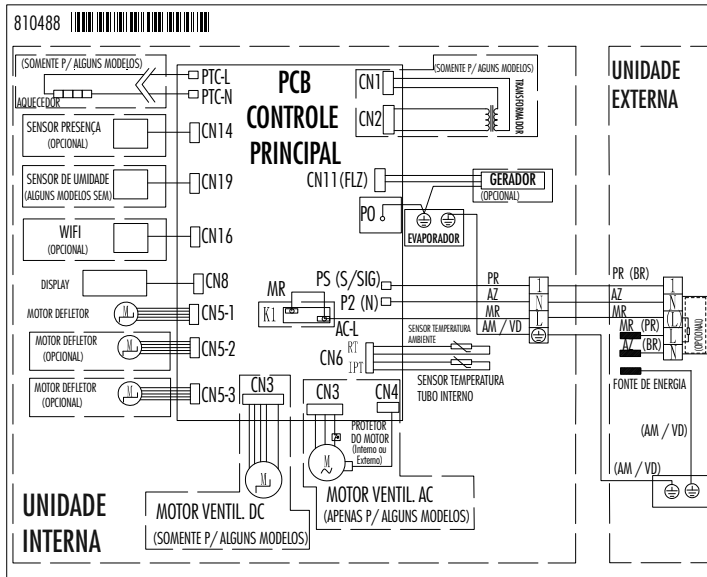 810488
(SOMENTE P/ ALGUNS MODELOS)
AQUECEDOR
PTC-L
PTC-N
SENSOR PRESENÇA
(OPCIONAL)
CN14
SENSOR DE UMIDADE
(ALGUNS MODELOS SEM)
CN19
WIFI
(OPCIONAL)
CN16
DISPLAY
CN8
MOTOR DEFLETOR
M
CN5-1
MOTOR DEFLETOR
(OPCIONAL)
M
CN5-2
MOTOR DEFLETOR
(OPCIONAL)
M
CN5-3
PCB
CONTROLE
PRINCIPAL
CN1
CN2
(SOMENTE P/ AGUNS MODELOS)
TRANSFORMADOR
CN11(FLZ)
GERADOR
(OPCIONAL)
PO
EVAPORADOR
MR
K1
PS (S/SIG)
P2 (N)
AC-L
PR
AZ
MR
AM / VD
1
N
L
CN6
RT
IPT
SENSOR TEMPERATURA
AMBIENTE
SENSOR TEMPERATURA
TUBO INTERNO
CN3
M
MOTOR VENTIL. DC
(SOMENTE P/ ALGUNS MODELOS)
CN3
CN4
PROTETOR
DO MOTOR
(Interno ou
Externo)
M
MOTOR VENTIL. AC
(APENAS P/ ALGUNS MODELOS)
UNIDADE
INTERNA
UNIDADE
EXTERNA
PR (BR)
AZ
MR
MR (PR)
AZ (BR)
1
N
(L)
L
N
(OPCIONAL)
FONTE DE ENERGIA
(AM / VD)
(AM / VD)